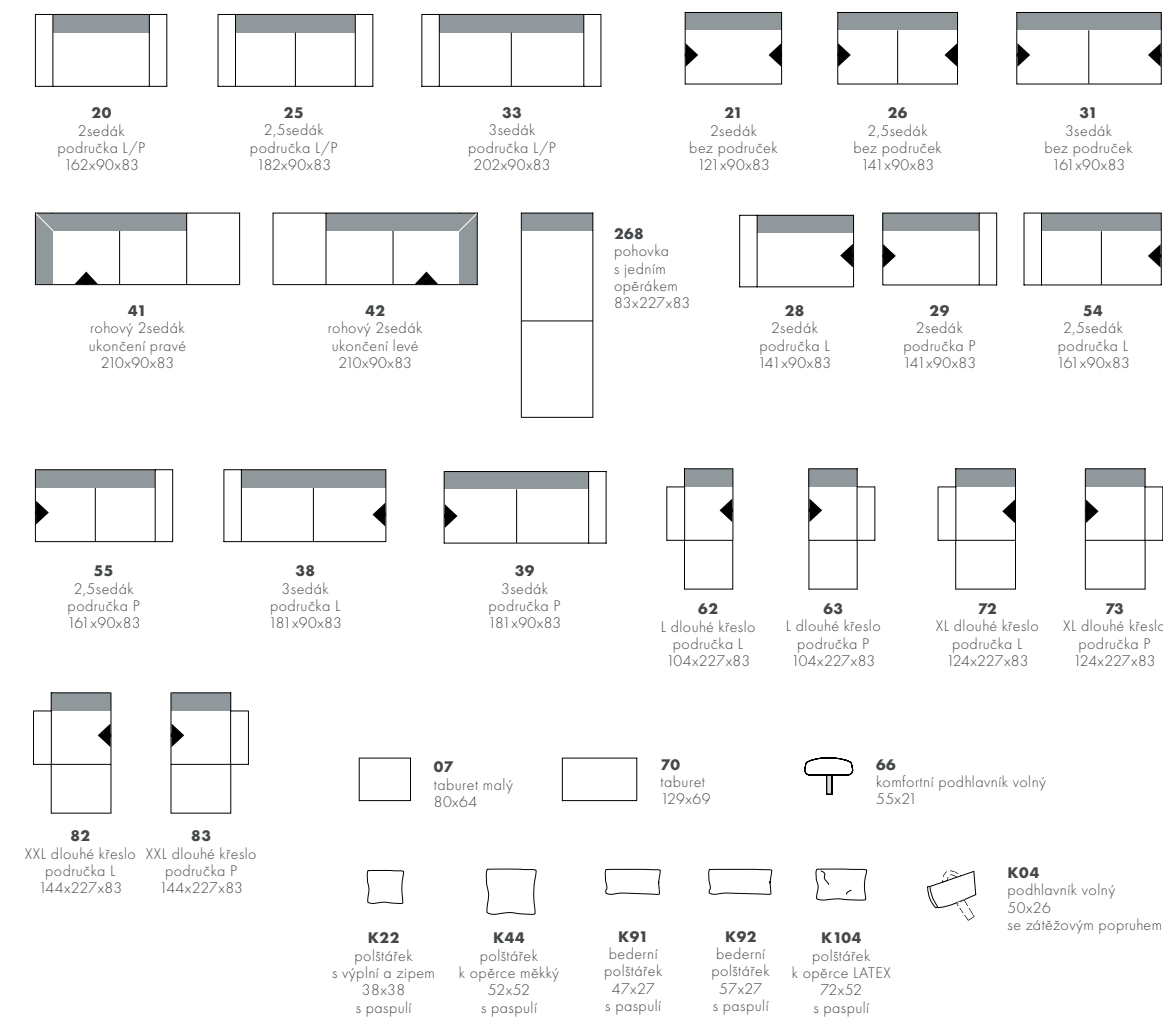 20
2sedák
područka L/P
162x90x83
25
2,5sedák
područka L/P
182x90x83
33
3sedák
područka L/P
202x90x83
21
2sedák
bez područek
121x90x83
26
2,5sedák
bez područek
141x90x83
31
3sedák
bez područek
161x90x83
41
rohový 2sedák
ukončení pravé
210x90x83
42
rohový 2sedák
ukončení levé
210x90x83
268
pohovka
s jedním
opěrákem
83x227x83
28
2sedák
područka L
141x90x83
29
2sedák
područka P
141x90x83
54
2,5sedák
područka L
161x90x83
55
2,5sedák
područka P
161x90x83
38
3sedák
područka L
181x90x83
39
3sedák
područka P
181x90x83
62
L dlouhé křeslo
područka L
104x227x83
63
L dlouhé křeslo
područka P
104x227x83
72
XL dlouhé křeslo
područka L
124x227x83
73
XL dlouhé křeslo
područka P
124x227x83
82
XXL dlouhé křeslo
područka L
144x227x83
83
XXL dlouhé křeslo
područka P
144x227x83
07
taburet malý
80x64
70
taburet
129x69
66
komfortní podhlavník volný
55x21
K22
polštářek
s výplní a zipem
38x38
s paspulí
K44
polštářek
k opěrce měkký
52x52
s paspulí
K91
bederní
polštářek
47x27
s paspulí
K92
bederní
polštářek
57x27
s paspulí
K104
polštářek
k opěrce LATEX
72x52
s paspulí
K04
podhlavník volný
50x26
se zátěžovým popruhem